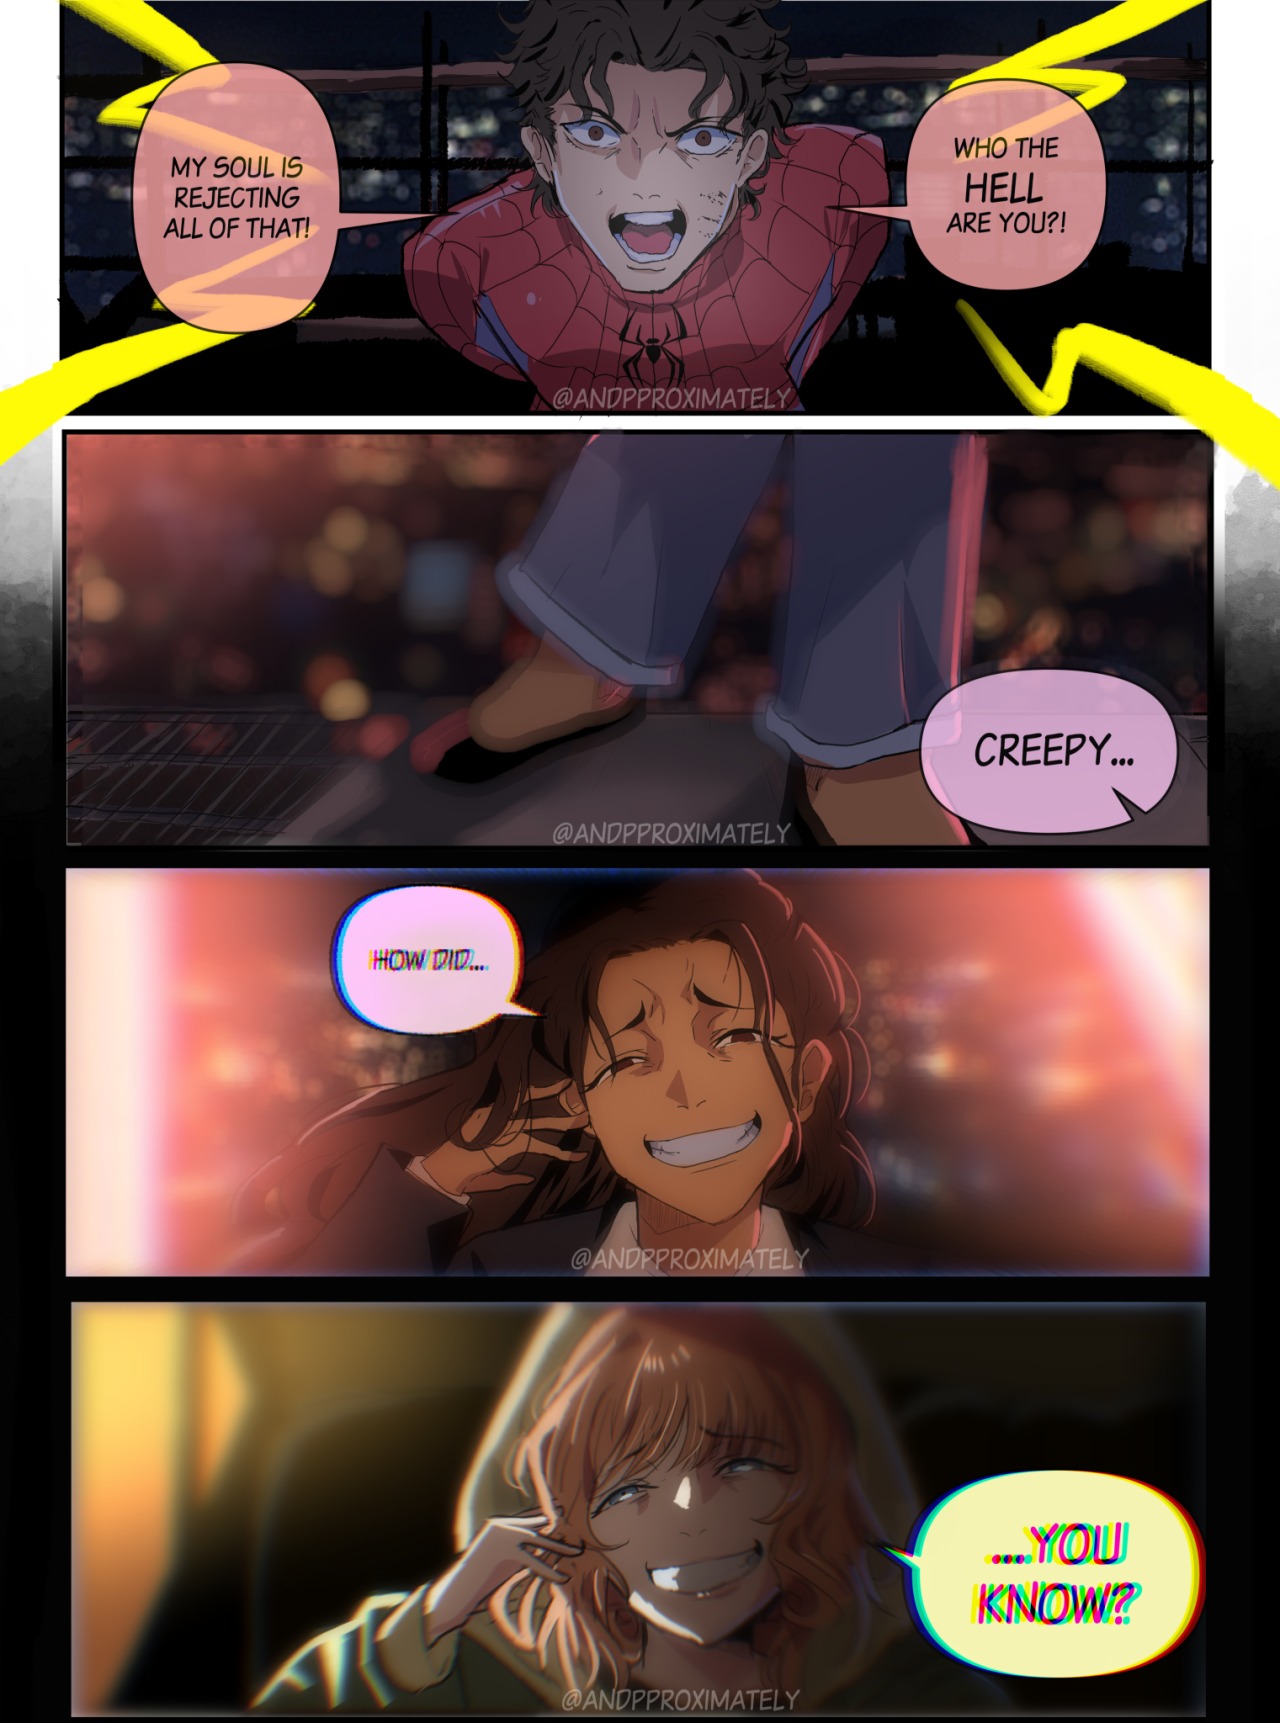 MY SOUL IS
REJECTING
ALL OF THAT!
WHO THE
HELL
ARE YOU?!
@ANDPPROXIMATELY
CREEPY...
@ANDPPROXIMATELY
HOW DID...
@ANDPPROXIMATELY
....YOU
KNOW?
@ANDPPROXIMATELY